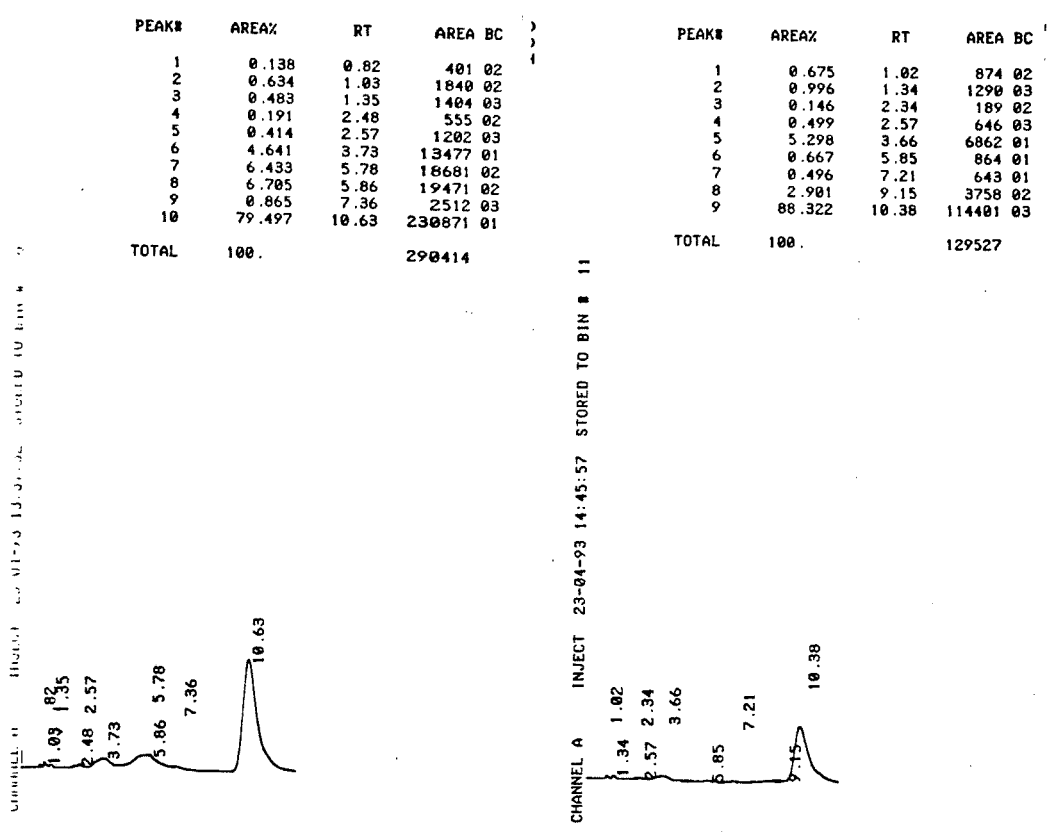 PEAK# AREA% RT AREA BC
1 0.138 0.82 401 02
2 0.634 1.03 1840 02
3 0.483 1.35 1404 03
4 0.191 2.48 555 02
5 0.414 2.57 1202 03
6 4.641 3.73 13477 01
7 6.433 5.78 18681 02
8 6.705 5.86 19471 02
9 0.865 7.36 2512 03
10 79.497 10.63 230871 01
TOTAL 100. 290414
.82
1.35
2.57
5.78
7.36
10.63
1.03
2.48
3.73
5.86
PEAK# AREA% RT AREA BC
1 0.675 1.02 874 02
2 0.996 1.34 1290 03
3 0.146 2.34 189 02
4 0.499 2.57 646 03
5 5.298 3.66 6862 01
6 0.667 5.85 864 01
7 0.496 7.21 643 01
8 2.901 9.15 3758 02
9 88.322 10.38 114401 03
TOTAL 100. 129527
CHANNEL A INJECT 23-04-93 14:45:57 STORED TO BIN # 11
1.02
2.34
3.66
7.21
10.38
1.34
2.57
5.85
9.15